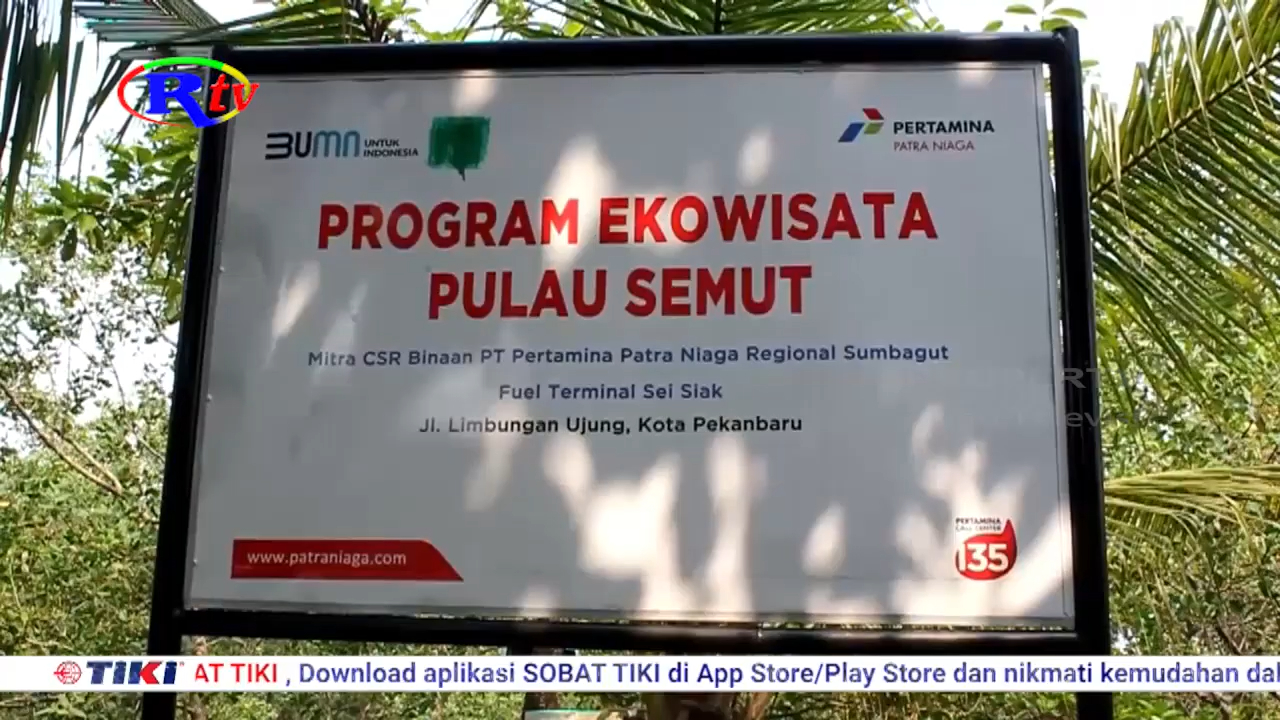 Rtv
BUMN UNTUK INDONESIA
PERTAMINA
PATRA NIAGA
PROGRAM EKOWISATA
PULAU SEMUT
Mitra CSR Binaan PT Pertamina Patra Niaga Regional Sumbagut
Fuel Terminal Sei Siak
Jl. Limbungan Ujung, Kota Pekanbaru
www.patraniaga.com
PERTAMINA
CALL CENTER
135
TIKI AT TIKI , Download aplikasi SOBAT TIKI di App Store/Play Store dan nikmati kemudahan dal